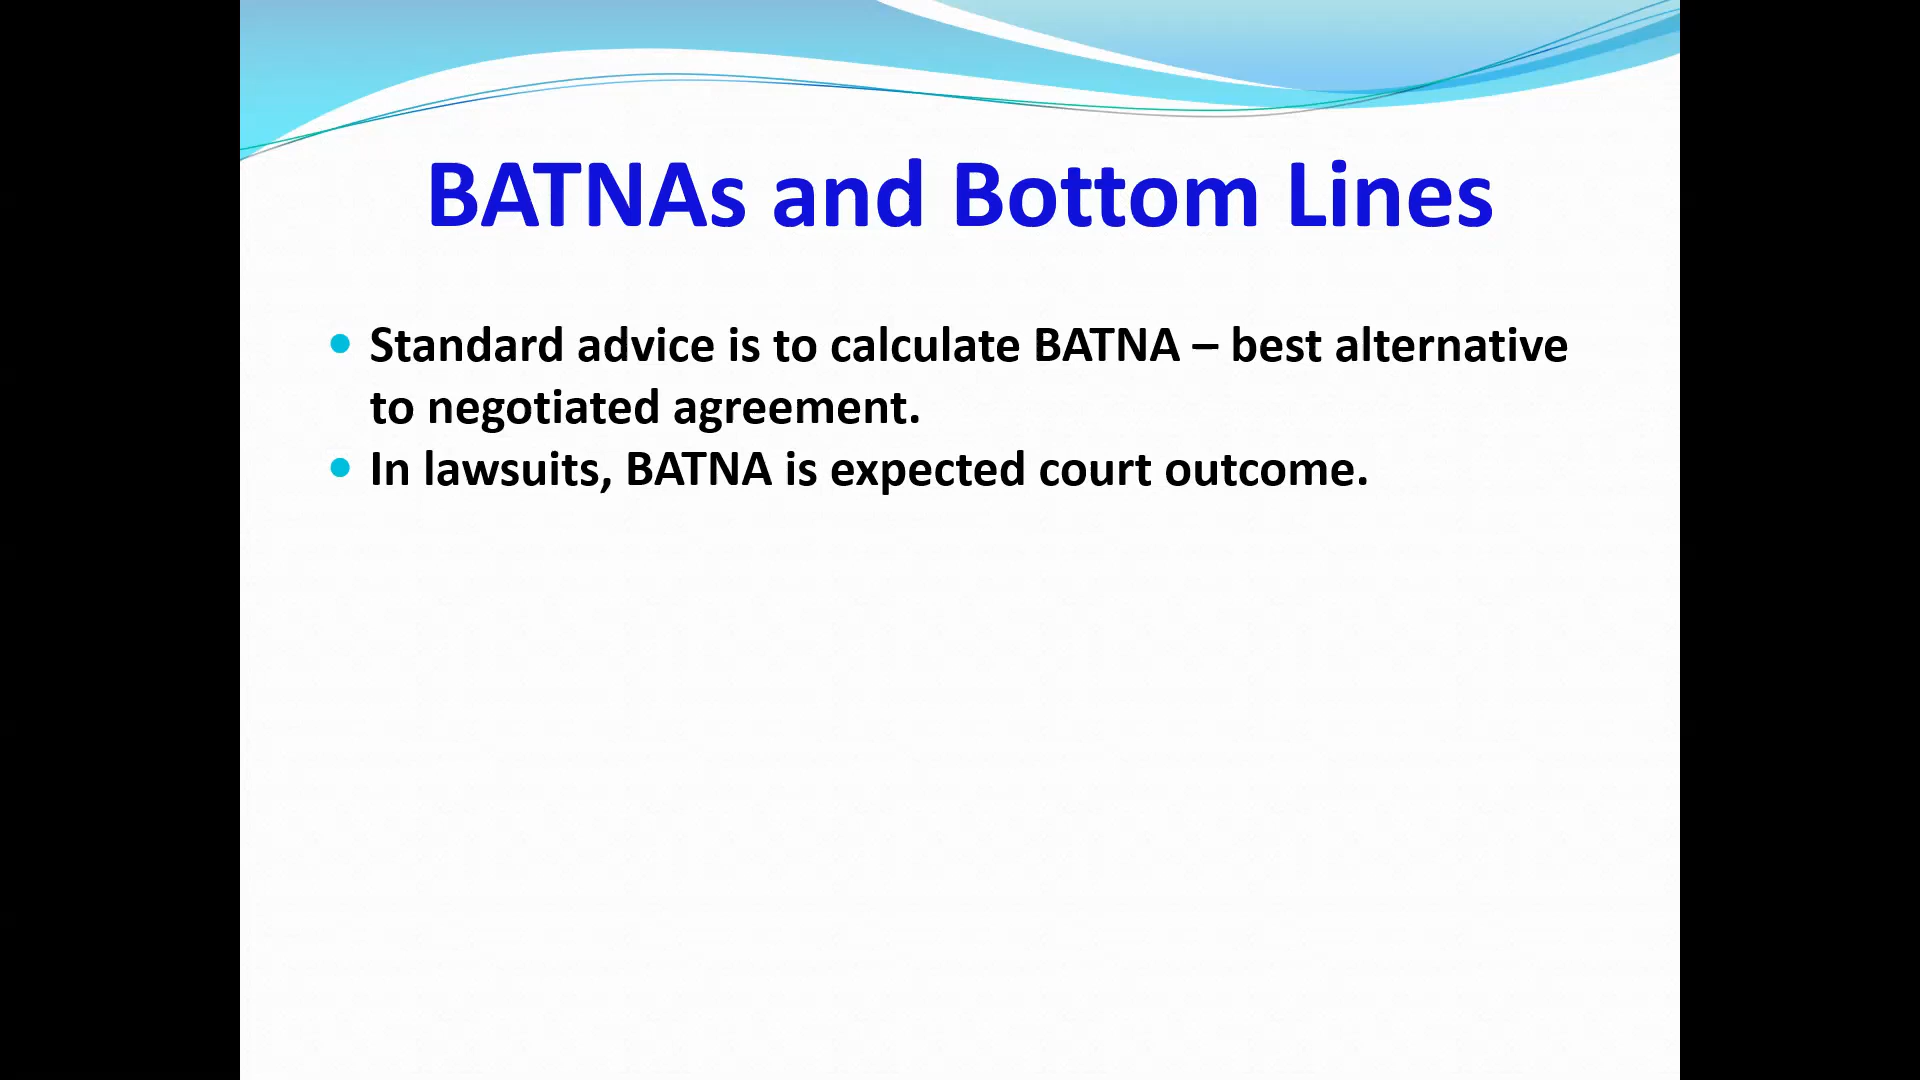 BATNAs and Bottom Lines
• Standard advice is to calculate BATNA – best alternative
to negotiated agreement.
• In lawsuits, BATNA is expected court outcome.